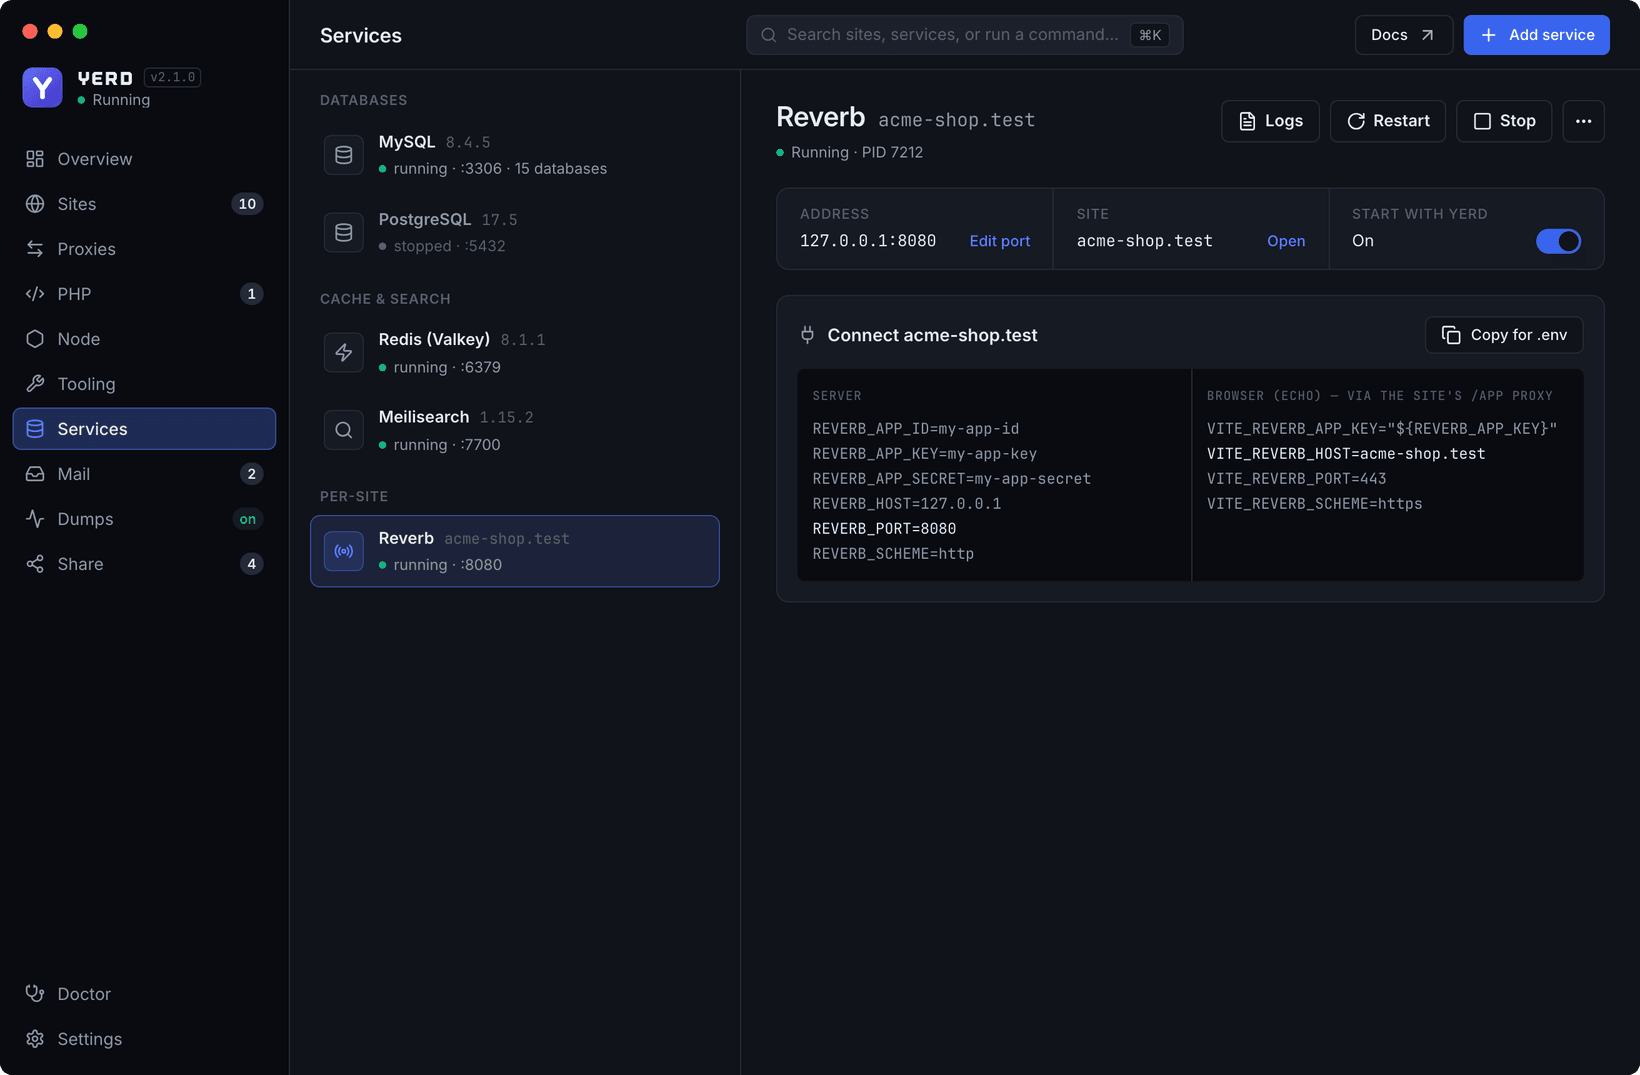 YERD v2.1.0
Running
Overview
Sites 10
Proxies
PHP 1
Node
Tooling
Services
Mail 2
Dumps on
Share 4
Doctor
Settings
Services
Search sites, services, or run a command... ⌘K
Docs
Add service
DATABASES
MySQL 8.4.5
running · :3306 · 15 databases
PostgreSQL 17.5
stopped · :5432
CACHE & SEARCH
Redis (Valkey) 8.1.1
running · :6379
Meilisearch 1.15.2
running · :7700
PER-SITE
Reverb acme-shop.test
running · :8080
Reverb acme-shop.test
Running · PID 7212
Logs
Restart
Stop
ADDRESS
127.0.0.1:8080 Edit port
SITE
acme-shop.test Open
START WITH YERD
On
Connect acme-shop.test
Copy for .env
SERVER
REVERB_APP_ID=my-app-id
REVERB_APP_KEY=my-app-key
REVERB_APP_SECRET=my-app-secret
REVERB_HOST=127.0.0.1
REVERB_PORT=8080
REVERB_SCHEME=http
BROWSER (ECHO) — VIA THE SITE'S /APP PROXY
VITE_REVERB_APP_KEY="${REVERB_APP_KEY}"
VITE_REVERB_HOST=acme-shop.test
VITE_REVERB_PORT=443
VITE_REVERB_SCHEME=https